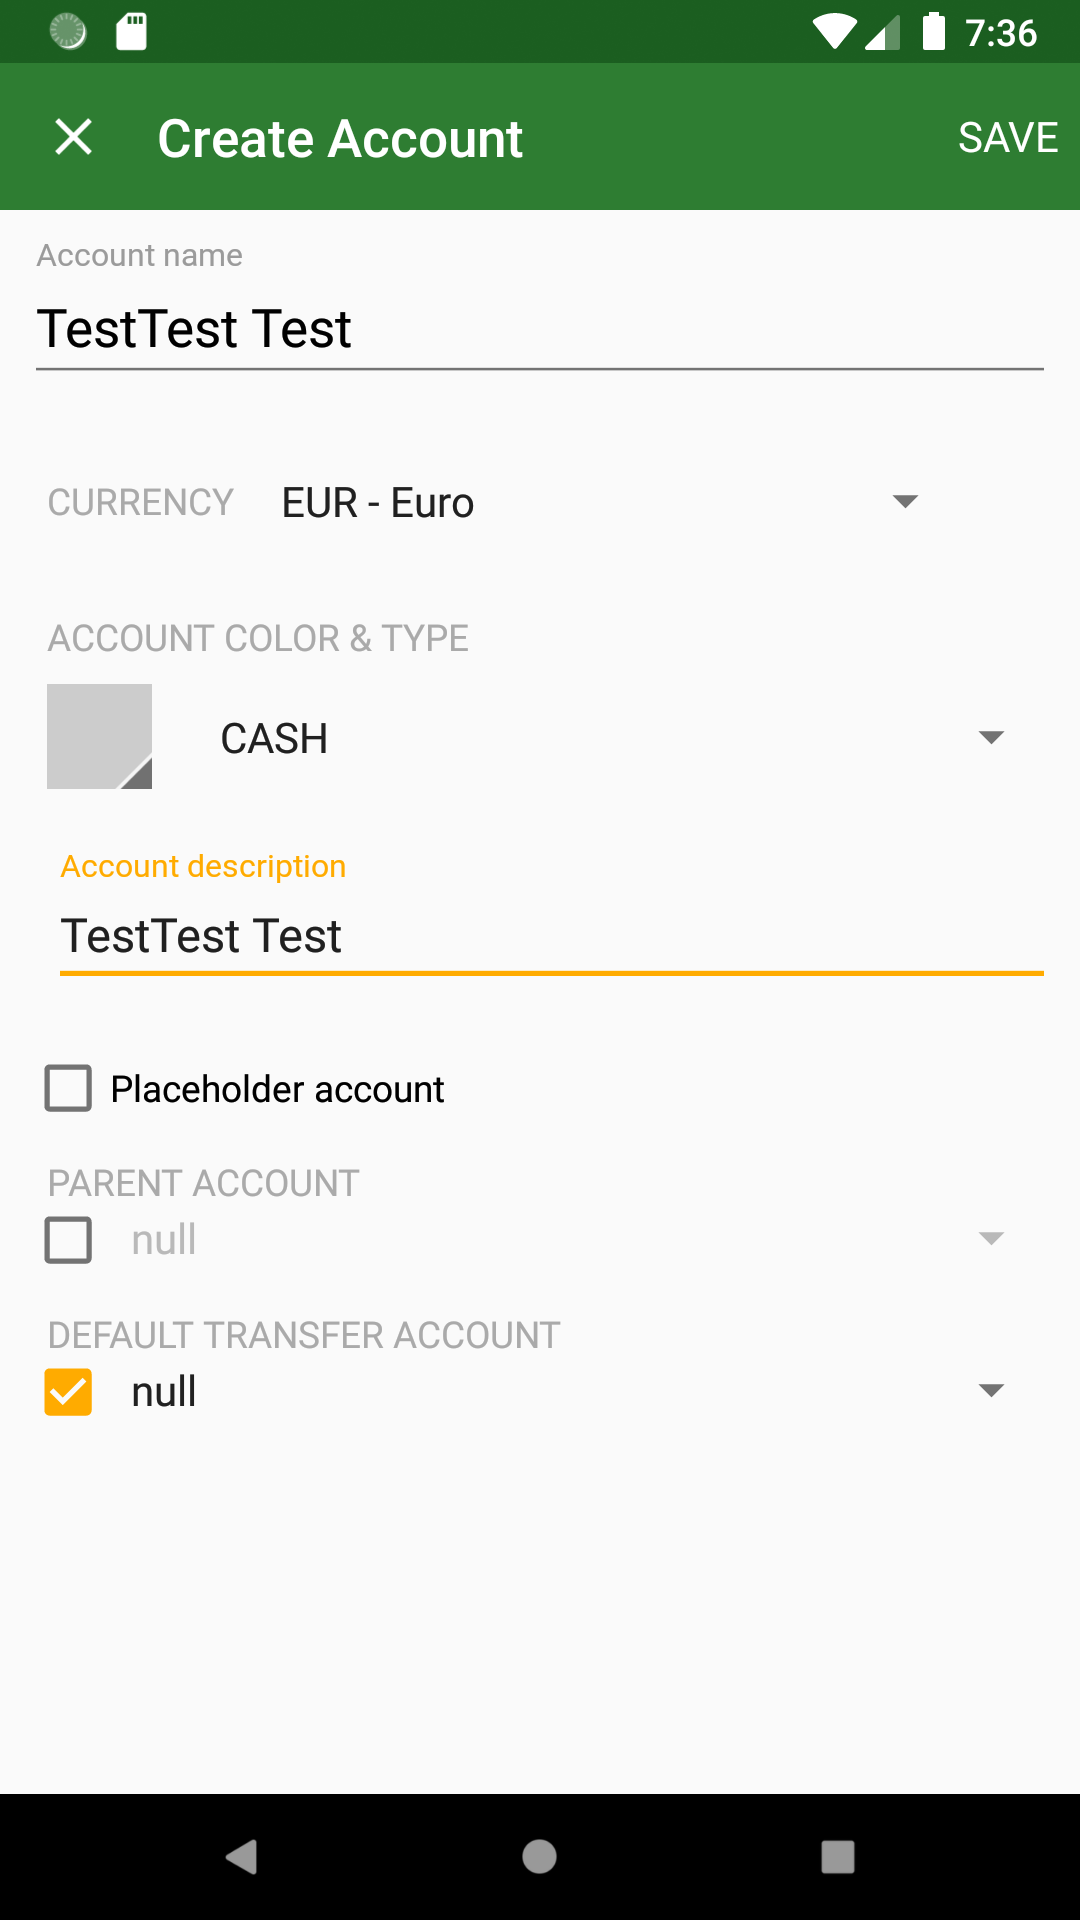 7:36
Create Account
SAVE
Account name
TestTest Test
CURRENCY EUR - Euro
ACCOUNT COLOR & TYPE
CASH
Account description
TestTest Test
Placeholder account
PARENT ACCOUNT
null
DEFAULT TRANSFER ACCOUNT
null